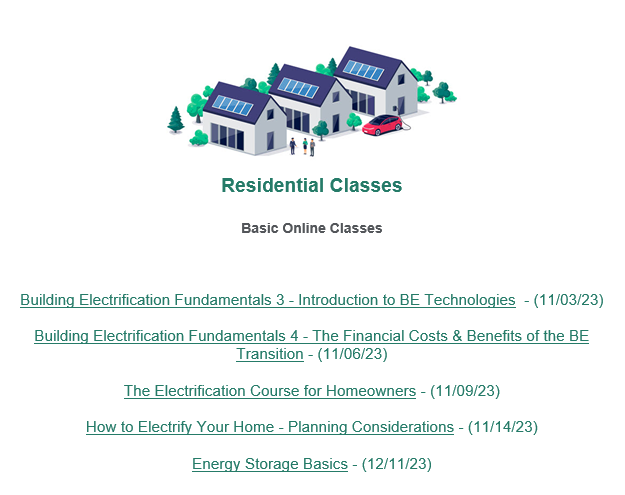 Residential Classes
Basic Online Classes
Building Electrification Fundamentals 3 - Introduction to BE Technologies - (11/03/23)
Building Electrification Fundamentals 4 - The Financial Costs & Benefits of the BE
Transition - (11/06/23)
The Electrification Course for Homeowners - (11/09/23)
How to Electrify Your Home - Planning Considerations - (11/14/23)
Energy Storage Basics - (12/11/23)